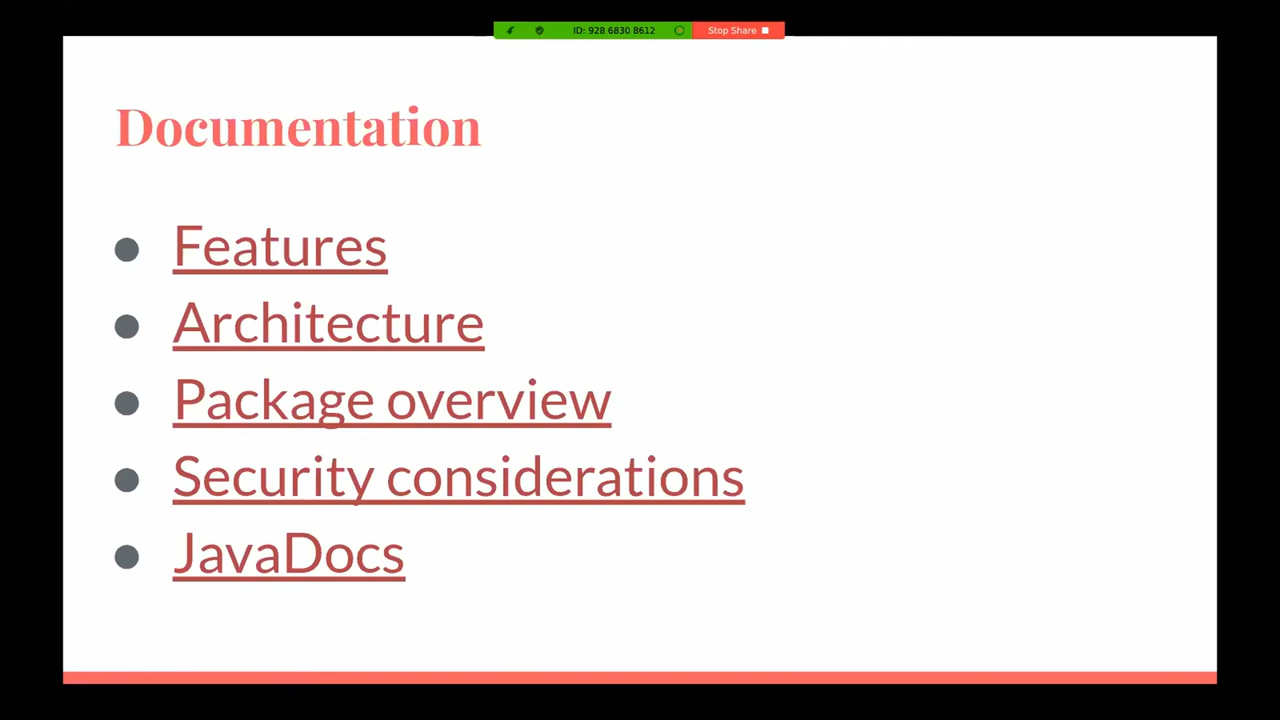 ID: 928 6830 8612 Stop Share
Documentation
Features
Architecture
Package overview
Security considerations
JavaDocs